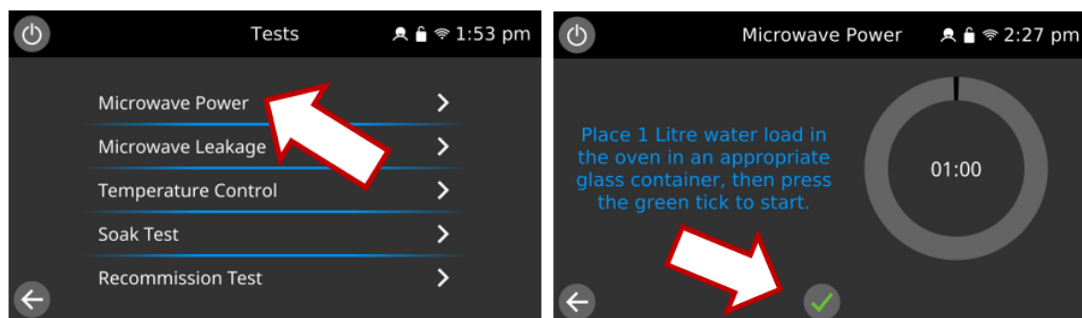 Tests 1:53 pm
Microwave Power
Microwave Leakage
Temperature Control
Soak Test
Recommission Test
Microwave Power 2:27 pm
Place 1 Litre water load in
the oven in an appropriate
glass container, then press
the green tick to start.
01:00